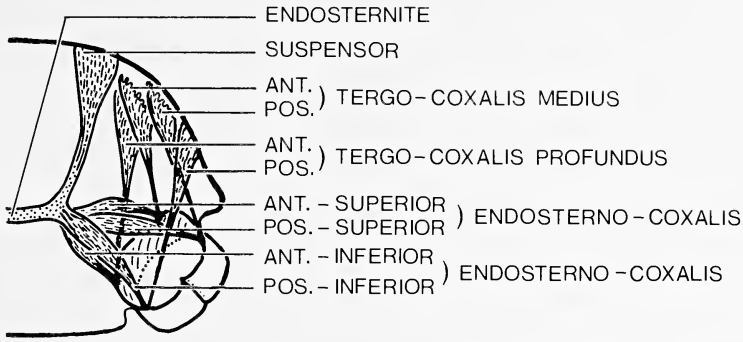 ENDOSTERNITE
SUSPENSOR
ANT.
POS. ) TERGO-COXALIS MEDIUS
ANT.
POS. ) TERGO-COXALIS PROFUNDUS
ANT. - SUPERIOR
POS. - SUPERIOR ) ENDOSTERNO-COXALIS
ANT. - INFERIOR
POS. - INFERIOR ) ENDOSTERNO-COXALIS